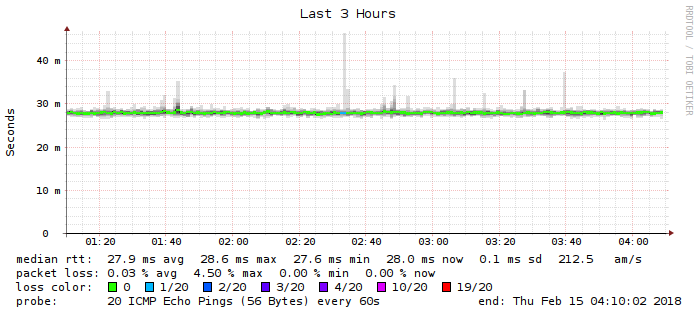 Last 3 Hours
RRDTOOL / TOBI OETIKER
Seconds
40 m
30 m
20 m
10 m
0
01:20 01:40 02:00 02:20 02:40 03:00 03:20 03:40 04:00
median rtt: 27.9 ms avg 28.6 ms max 27.6 ms min 28.0 ms now 0.1 ms sd 212.5 am/s
packet loss: 0.03 % avg 4.50 % max 0.00 % min 0.00 % now
loss color: 0 1/20 2/20 3/20 4/20 10/20 19/20
probe: 20 ICMP Echo Pings (56 Bytes) every 60s end: Thu Feb 15 04:10:02 2018